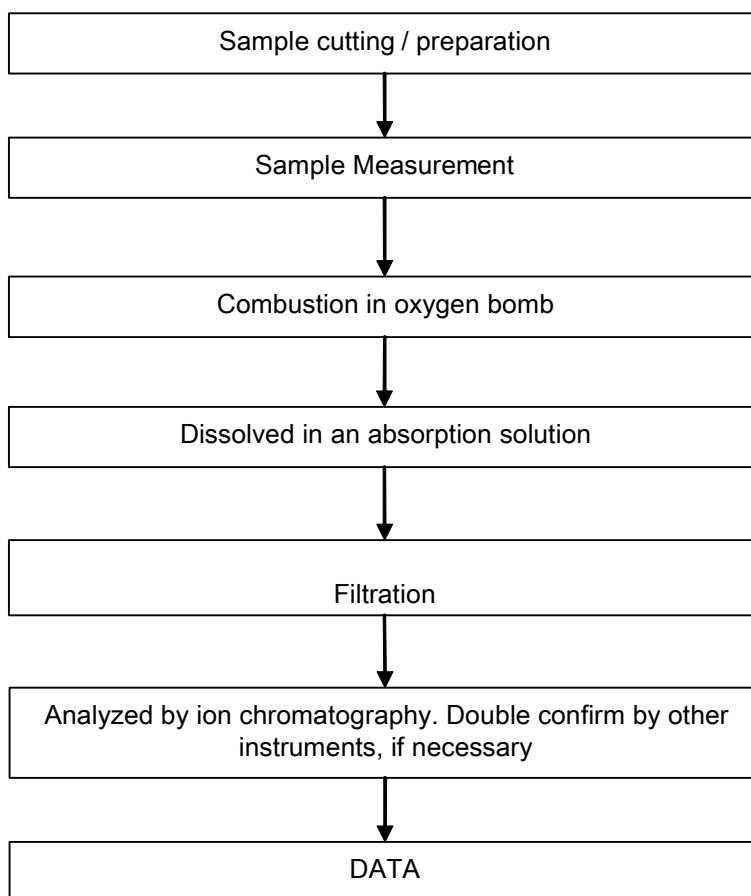 Sample cutting / preparation
Sample Measurement
Combustion in oxygen bomb
Dissolved in an absorption solution
Filtration
Analyzed by ion chromatography. Double confirm by other
instruments, if necessary
DATA